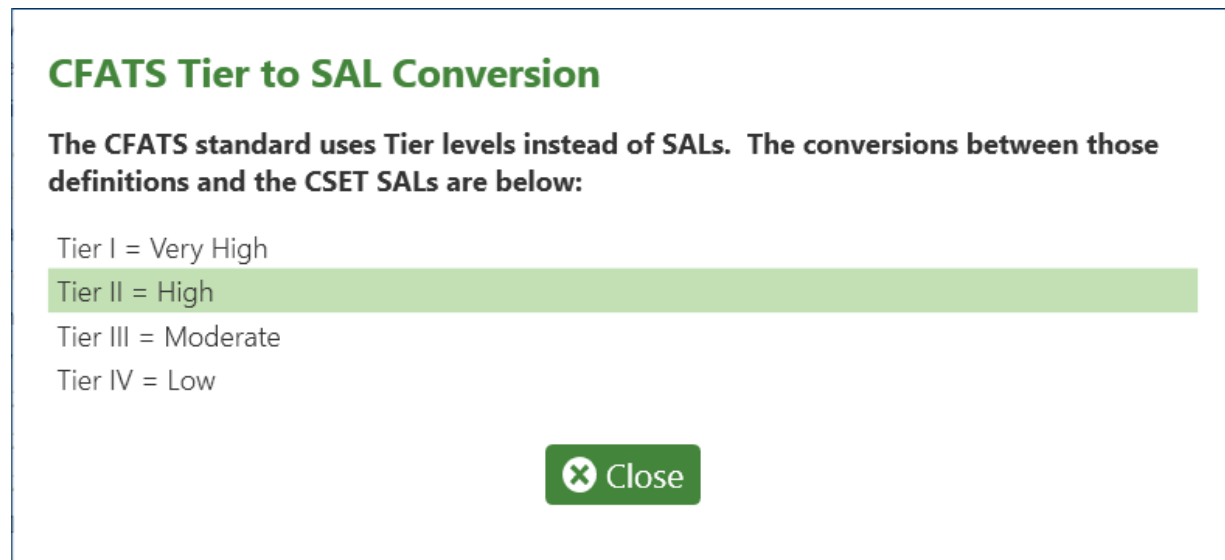 CFATS Tier to SAL Conversion
The CFATS standard uses Tier levels instead of SALs.  The conversions between those
definitions and the CSET SALs are below:
Tier I = Very High
Tier II = High
Tier III = Moderate
Tier IV = Low
Close